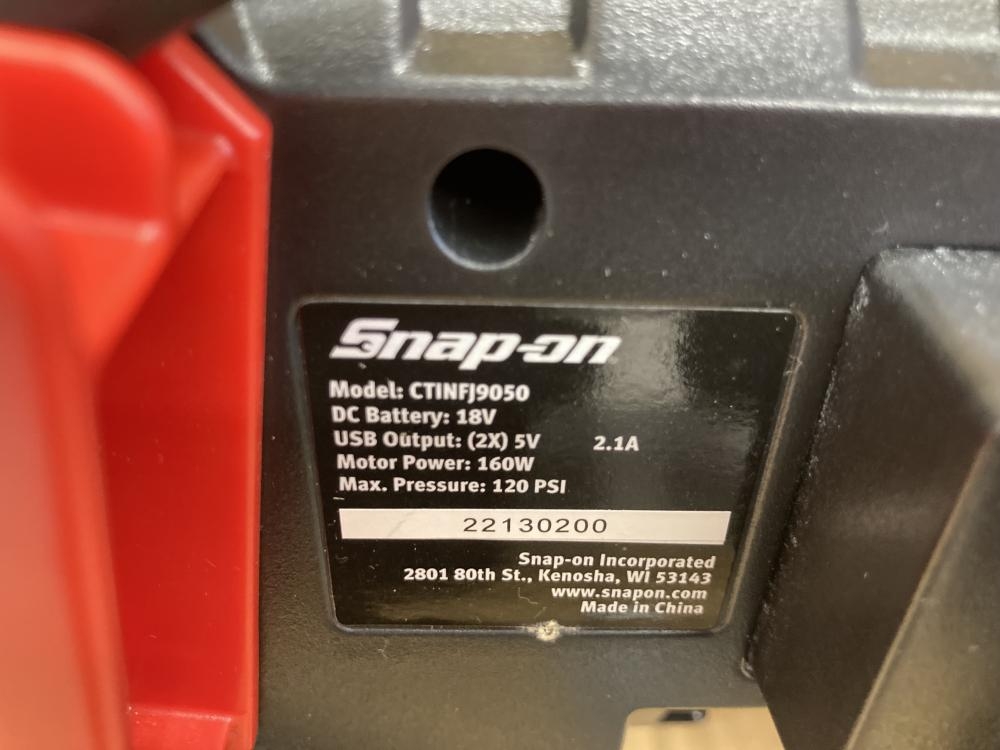 Snap-on
Model: CTINFJ9050
DC Battery: 18V
USB Output: (2X) 5V 2.1A
Motor Power: 160W
Max. Pressure: 120 PSI
22130200
Snap-on Incorporated
2801 80th St., Kenosha, WI 53143
www.snapon.com
Made in China